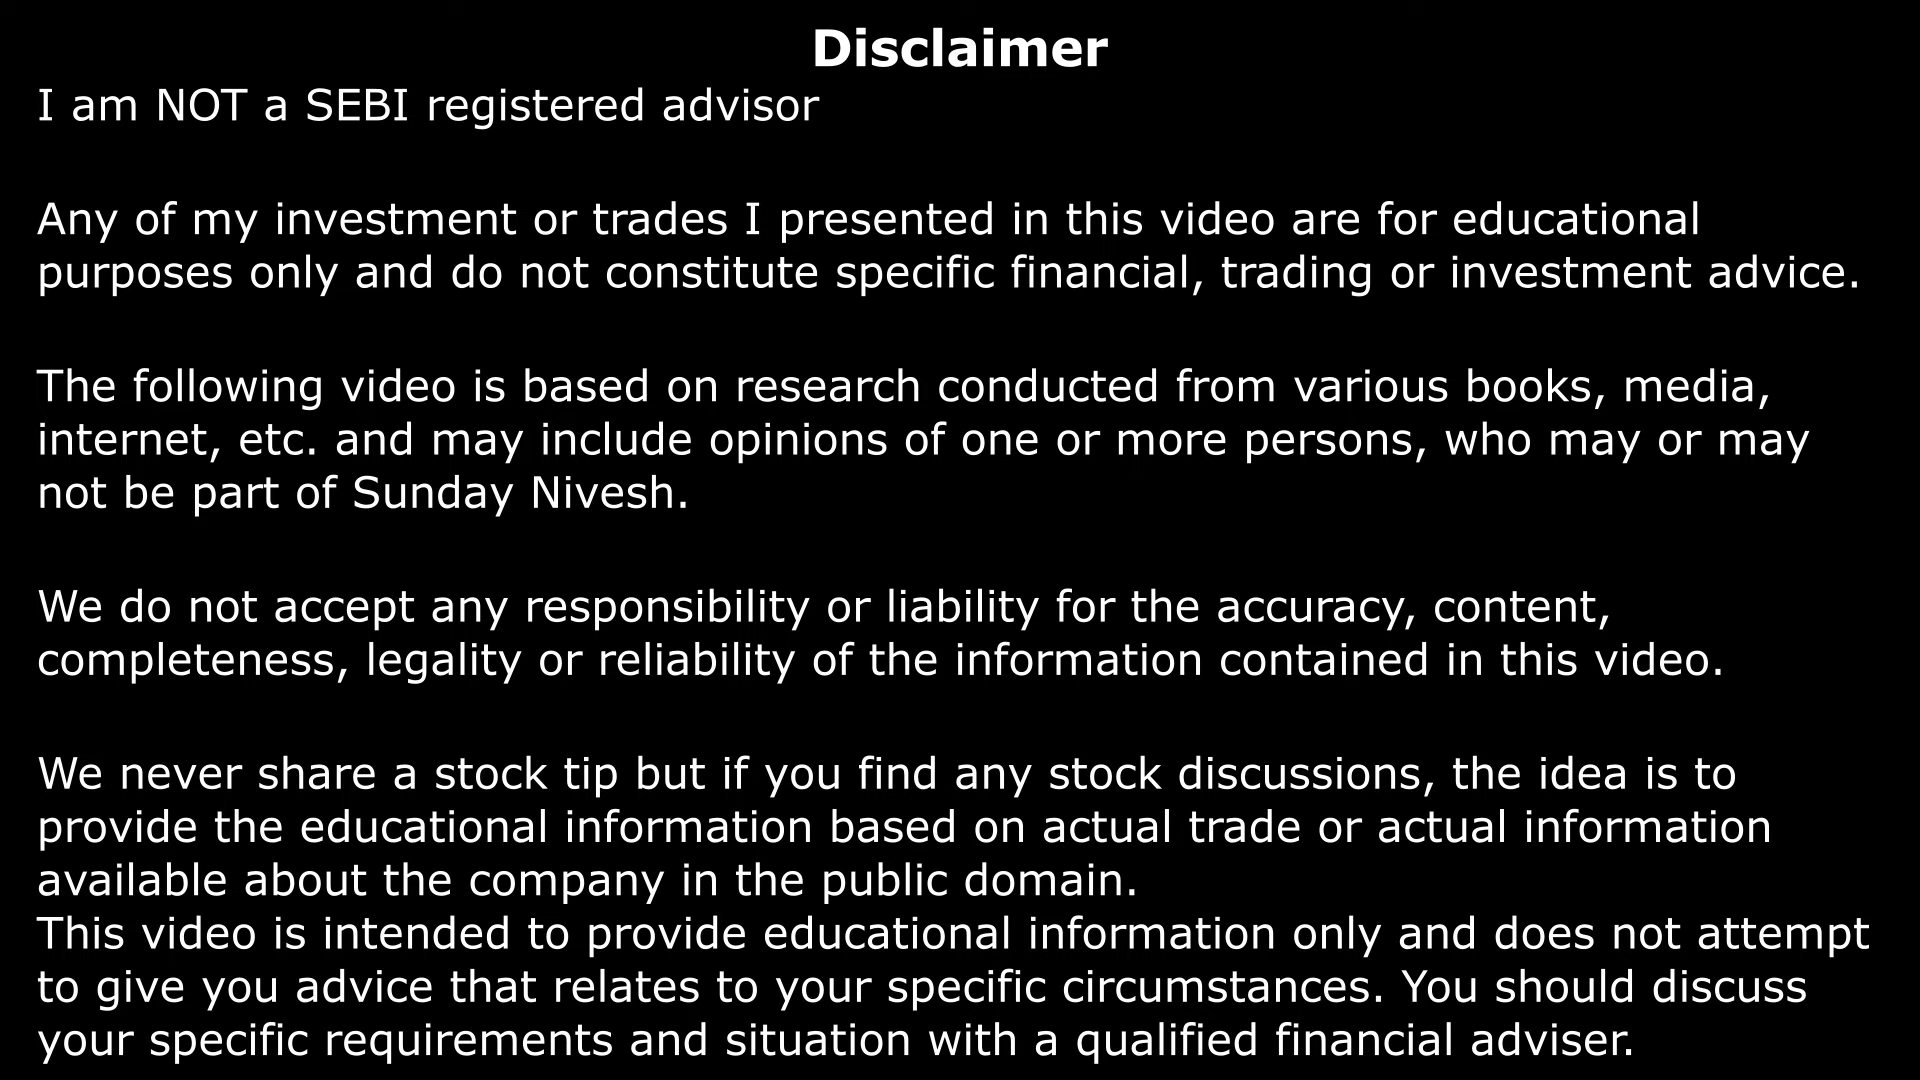 Disclaimer
I am NOT a SEBI registered advisor
Any of my investment or trades I presented in this video are for educational
purposes only and do not constitute specific financial, trading or investment advice.
The following video is based on research conducted from various books, media,
internet, etc. and may include opinions of one or more persons, who may or may
not be part of Sunday Nivesh.
We do not accept any responsibility or liability for the accuracy, content,
completeness, legality or reliability of the information contained in this video.
We never share a stock tip but if you find any stock discussions, the idea is to
provide the educational information based on actual trade or actual information
available about the company in the public domain.
This video is intended to provide educational information only and does not attempt
to give you advice that relates to your specific circumstances. You should discuss
your specific requirements and situation with a qualified financial adviser.